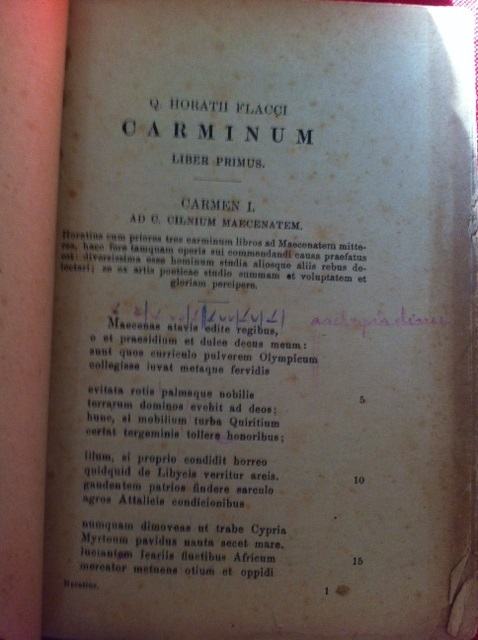 Q. HORATII FLACCI
CARMINUM
LIBER PRIMUS.
CARMEN I.
AD C. CILNIUM MAECENATEM.
Horatius cum priores tres carminum libros ad Maecenatem mitte-
ret, haec fere tamquam operis sui commendandi causa praefatus
est: diversissima esse hominum studia aliosque aliis rebus de-
lectari; se ex artis poeticae studio summam et voluptatem et
gloriam percipere.
Maecenas atavis edite regibus,
o et praesidium et dulce decus meum:
sunt quos curriculo pulverem Olympicum
collegisse iuvat metaque fervidis
evitata rotis palmaque nobilis 5
terrarum dominos evehit ad deos;
hunc, si mobilium turba Quiritium
certat tergeminis tollere honoribus;
illum, si proprio condidit horreo
quidquid de Libycis verritur areis. 10
gaudentem patrios findere sarculo
agros Attalicis condicionibus
numquam dimoveas ut trabe Cypria
Myrtoum pavidus nauta secet mare.
luctantem Icariis fluctibus Africum 15
mercator metuens otium et oppidi
Horatius. 1